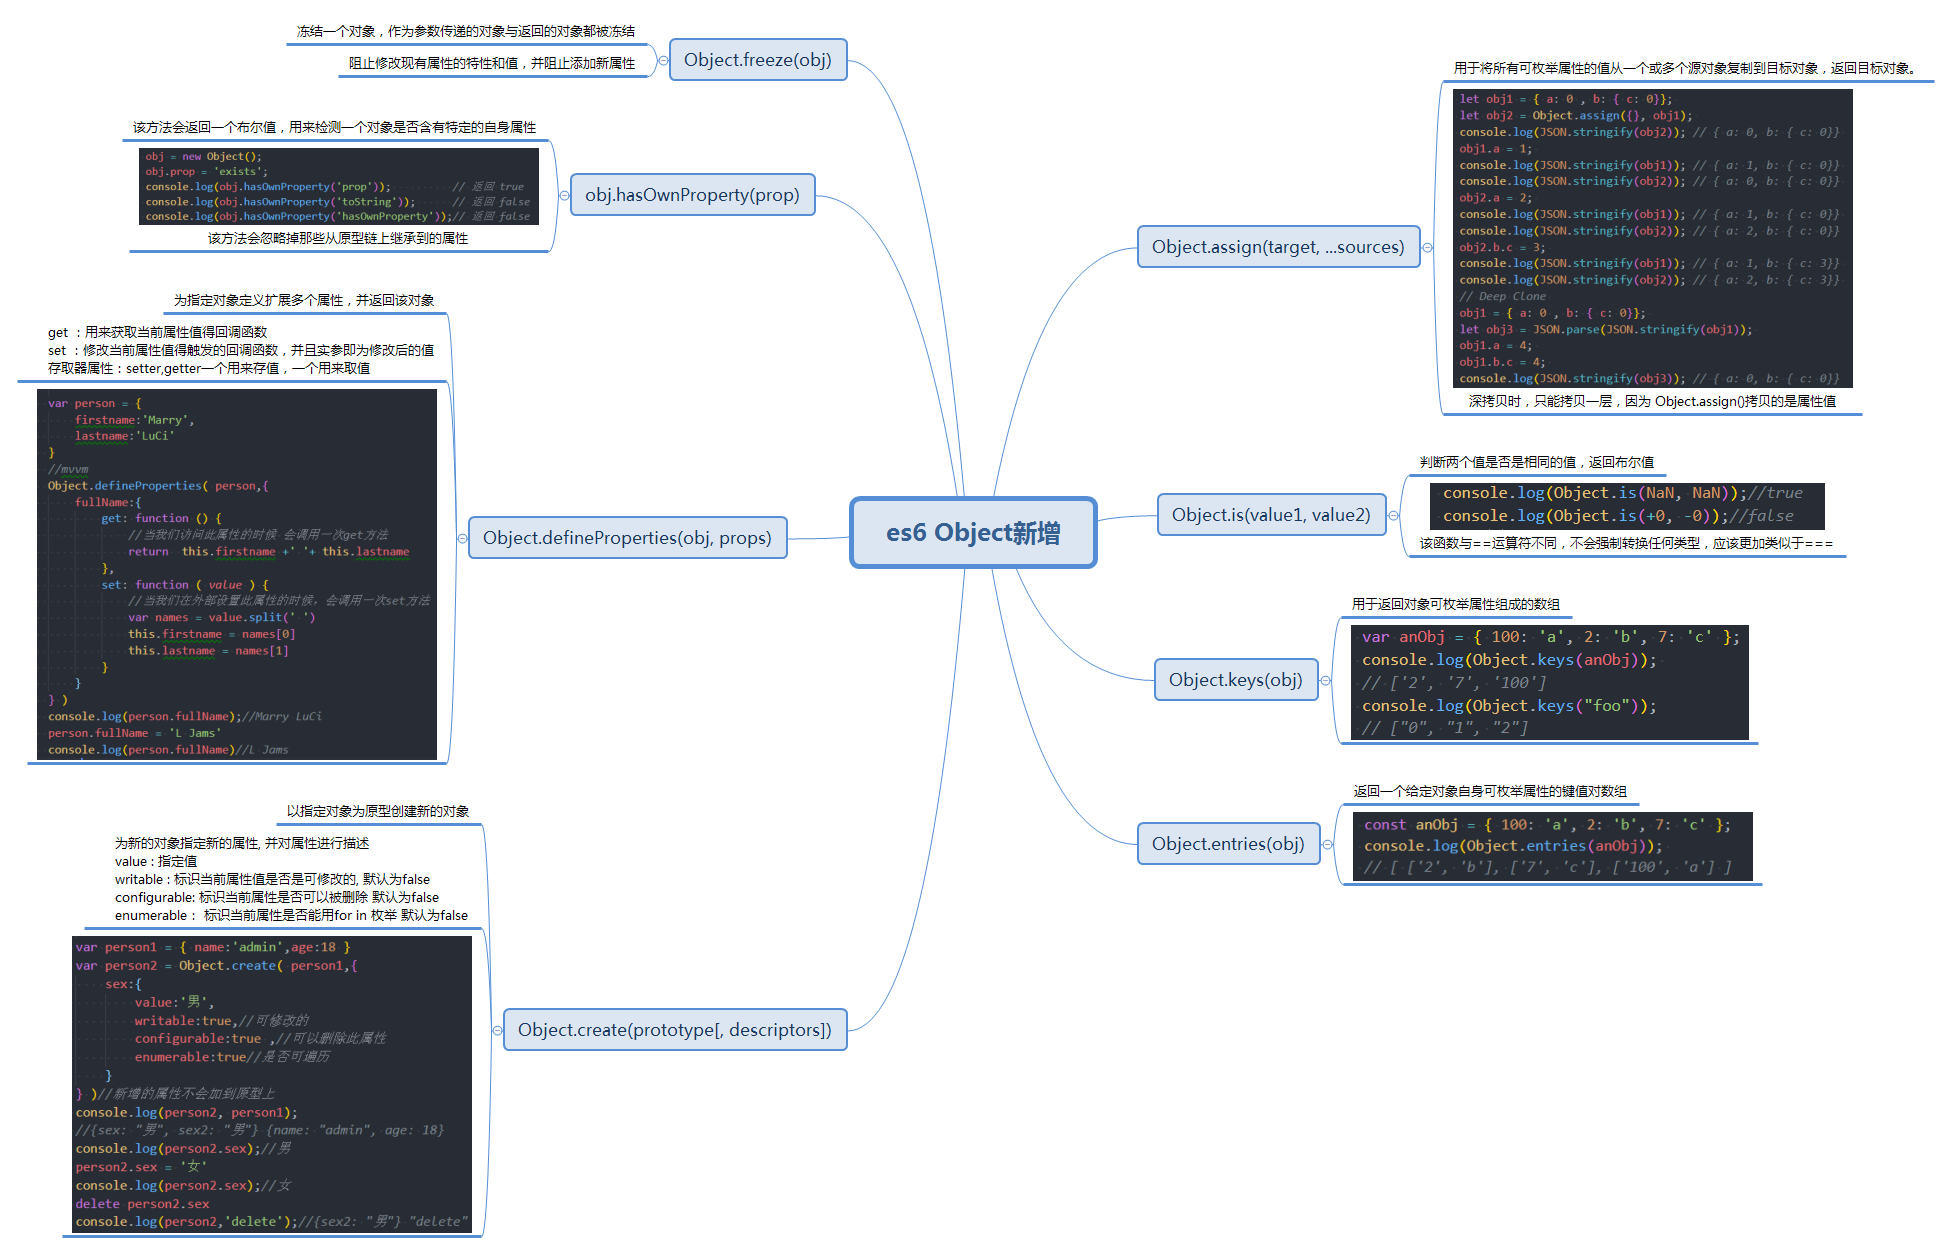 es6 Object新增
Object.freeze(obj)
冻结一个对象，作为参数传递的对象与返回的对象都被冻结
阻止修改现有属性的特性和值，并阻止添加新属性
obj.hasOwnProperty(prop)
该方法会返回一个布尔值，用来检测一个对象是否含有特定的自身属性
obj = new Object();
obj.prop = 'exists';
console.log(obj.hasOwnProperty('prop'));         // 返回 true
console.log(obj.hasOwnProperty('toString'));     // 返回 false
console.log(obj.hasOwnProperty('hasOwnProperty'));// 返回 false
该方法会忽略掉那些从原型链上继承到的属性
Object.defineProperties(obj, props)
为指定对象定义扩展多个属性，并返回该对象
get ：用来获取当前属性值得回调函数
set ：修改当前属性值得触发的回调函数，并且实参即为修改后的值
存取器属性：setter,getter一个用来存值，一个用来取值
var person = {
    firstname:'Marry',
    lastname:'LuCi'
}
//mvvm
Object.defineProperties( person,{
    fullName:{
        get: function () {
            //当我们访问此属性的时候 会调用一次get方法
            return  this.firstname +' '+ this.lastname
        },
        set: function ( value ) {
            //当我们在外部设置此属性的时候，会调用一次set方法
            var names = value.split(' ')
            this.firstname = names[0]
            this.lastname = names[1]
        }
    }
} )
console.log(person.fullName);//Marry LuCi
person.fullName = 'L Jams'
console.log(person.fullName)//L Jams
Object.create(prototype[, descriptors])
以指定对象为原型创建新的对象
为新的对象指定新的属性, 并对属性进行描述
value : 指定值
writable : 标识当前属性值是否是可修改的, 默认为false
configurable: 标识当前属性是否可以被删除 默认为false
enumerable： 标识当前属性是否能用for in 枚举 默认为false
var person1 = { name:'admin',age:18 }
var person2 = Object.create( person1,{
    sex:{
        value:'男',
        writable:true,//可修改的
        configurable:true ,//可以删除此属性
        enumerable:true//是否可遍历
    }
} )//新增的属性不会加到原型上
console.log(person2, person1);
//{sex: "男", sex2: "男"} {name: "admin", age: 18}
console.log(person2.sex);//男
person2.sex = '女'
console.log(person2.sex);//女
delete person2.sex
console.log(person2,'delete');//{sex2: "男"} "delete"
Object.assign(target, ...sources)
用于将所有可枚举属性的值从一个或多个源对象复制到目标对象，返回目标对象。
let obj1 = { a: 0 , b: { c: 0}};
let obj2 = Object.assign({}, obj1);
console.log(JSON.stringify(obj2)); // { a: 0, b: { c: 0}}
obj1.a = 1;
console.log(JSON.stringify(obj1)); // { a: 1, b: { c: 0}}
console.log(JSON.stringify(obj2)); // { a: 0, b: { c: 0}}
obj2.a = 2;
console.log(JSON.stringify(obj1)); // { a: 1, b: { c: 0}}
console.log(JSON.stringify(obj2)); // { a: 2, b: { c: 0}}
obj2.b.c = 3;
console.log(JSON.stringify(obj1)); // { a: 1, b: { c: 3}}
console.log(JSON.stringify(obj2)); // { a: 2, b: { c: 3}}
// Deep Clone
obj1 = { a: 0 , b: { c: 0}};
let obj3 = JSON.parse(JSON.stringify(obj1));
obj1.a = 4;
obj1.b.c = 4;
console.log(JSON.stringify(obj3)); // { a: 0, b: { c: 0}}
深拷贝时，只能拷贝一层，因为 Object.assign()拷贝的是属性值
Object.is(value1, value2)
判断两个值是否是相同的值，返回布尔值
console.log(Object.is(NaN, NaN));//true
console.log(Object.is(+0, -0));//false
该函数与==运算符不同，不会强制转换任何类型，应该更加类似于===
Object.keys(obj)
用于返回对象可枚举属性组成的数组
var anObj = { 100: 'a', 2: 'b', 7: 'c' };
console.log(Object.keys(anObj));
// ['2', '7', '100']
console.log(Object.keys("foo"));
// ["0", "1", "2"]
Object.entries(obj)
返回一个给定对象自身可枚举属性的键值对数组
const anObj = { 100: 'a', 2: 'b', 7: 'c' };
console.log(Object.entries(anObj));
// [ ['2', 'b'], ['7', 'c'], ['100', 'a'] ]